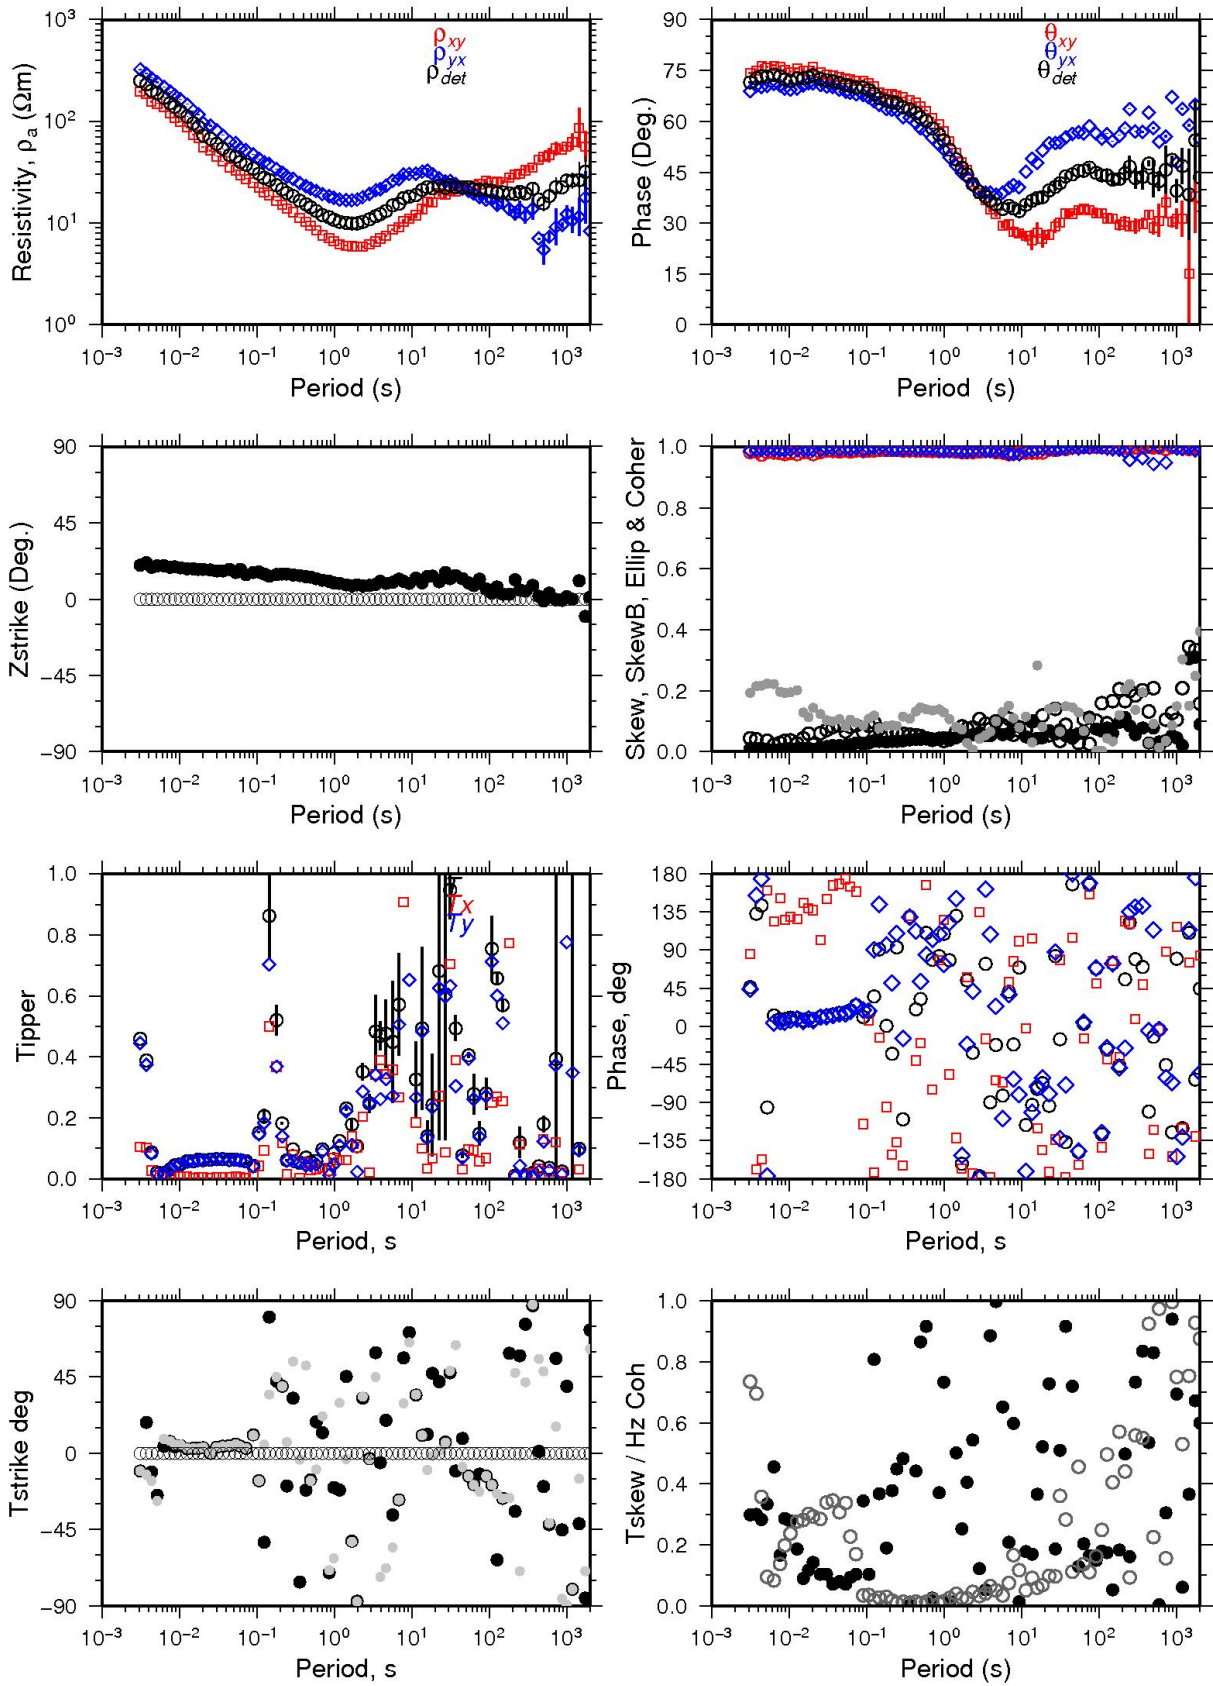 10³
10²
10¹
10⁰
Resistivity, ρₐ (Ωm)
ρxy
ρyx
ρdet
10⁻³ 10⁻² 10⁻¹ 10⁰ 10¹ 10² 10³
Period (s)
90
75
60
45
30
15
0
Phase (Deg.)
θxy
θyx
θdet
10⁻³ 10⁻² 10⁻¹ 10⁰ 10¹ 10² 10³
Period (s)
90
45
0
−45
−90
Zstrike (Deg.)
10⁻³ 10⁻² 10⁻¹ 10⁰ 10¹ 10² 10³
Period (s)
1.0
0.8
0.6
0.4
0.2
0.0
Skew, SkewB, Ellip & Coher
10⁻³ 10⁻² 10⁻¹ 10⁰ 10¹ 10² 10³
Period (s)
1.0
0.8
0.6
0.4
0.2
0.0
Tipper
T
Tx
Ty
10⁻³ 10⁻² 10⁻¹ 10⁰ 10¹ 10² 10³
Period, s
180
135
90
45
0
−45
−90
−135
−180
Phase, deg
10⁻³ 10⁻² 10⁻¹ 10⁰ 10¹ 10² 10³
Period, s
90
45
0
−45
−90
Tstrike deg
10⁻³ 10⁻² 10⁻¹ 10⁰ 10¹ 10² 10³
Period, s
1.0
0.8
0.6
0.4
0.2
0.0
Tskew / Hz Coh
10⁻³ 10⁻² 10⁻¹ 10⁰ 10¹ 10² 10³
Period (s)